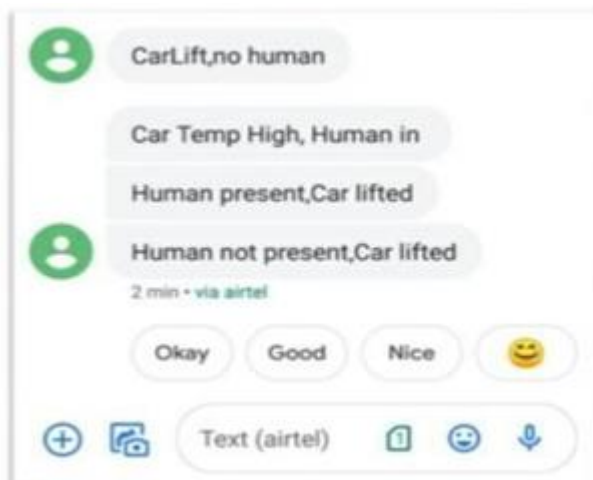 CarLift,no human
Car Temp High, Human in
Human present,Car lifted
Human not present,Car lifted
2 min • via airtel
Okay Good Nice
Text (airtel) 1